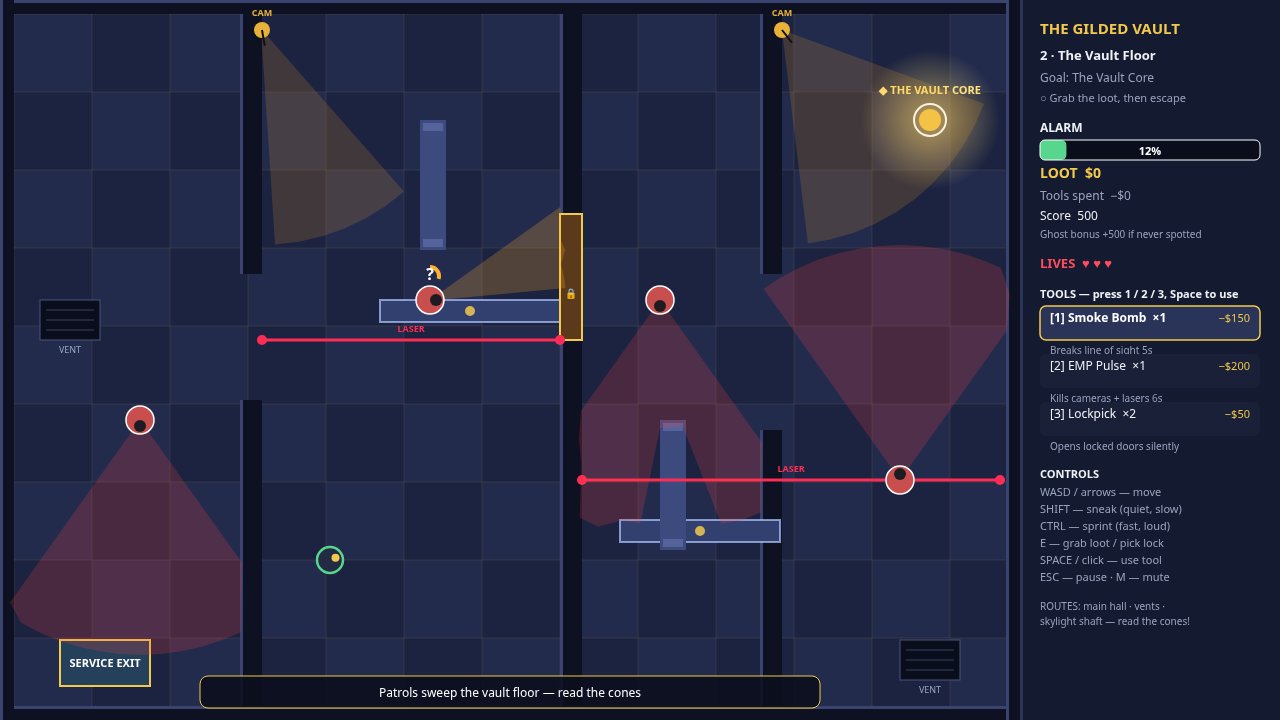 CAM
CAM
◆ THE VAULT CORE
?
LASER
VENT
LASER
SERVICE EXIT
VENT
Patrols sweep the vault floor — read the cones
THE GILDED VAULT
2 · The Vault Floor
Goal: The Vault Core
○ Grab the loot, then escape
ALARM
12%
LOOT $0
Tools spent −$0
Score 500
Ghost bonus +500 if never spotted
LIVES ♥ ♥ ♥
TOOLS — press 1 / 2 / 3, Space to use
[1] Smoke Bomb ×1 −$150
Breaks line of sight 5s
[2] EMP Pulse ×1 −$200
Kills cameras + lasers 6s
[3] Lockpick ×2 −$50
Opens locked doors silently
CONTROLS
WASD / arrows — move
SHIFT — sneak (quiet, slow)
CTRL — sprint (fast, loud)
E — grab loot / pick lock
SPACE / click — use tool
ESC — pause · M — mute
ROUTES: main hall · vents ·
skylight shaft — read the cones!